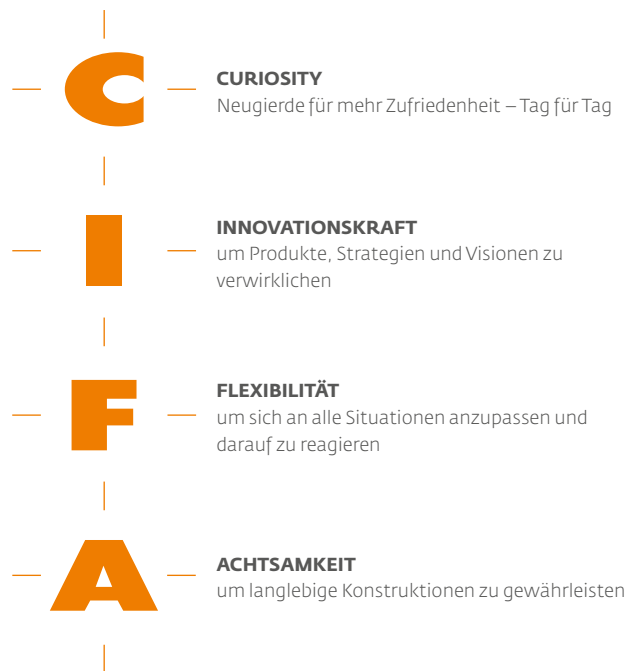 C
CURIOSITY
Neugierde für mehr Zufriedenheit – Tag für Tag
I
INNOVATIONSKRAFT
um Produkte, Strategien und Visionen zu
verwirklichen
F
FLEXIBILITÄT
um sich an alle Situationen anzupassen und
darauf zu reagieren
A
ACHTSAMKEIT
um langlebige Konstruktionen zu gewährleisten